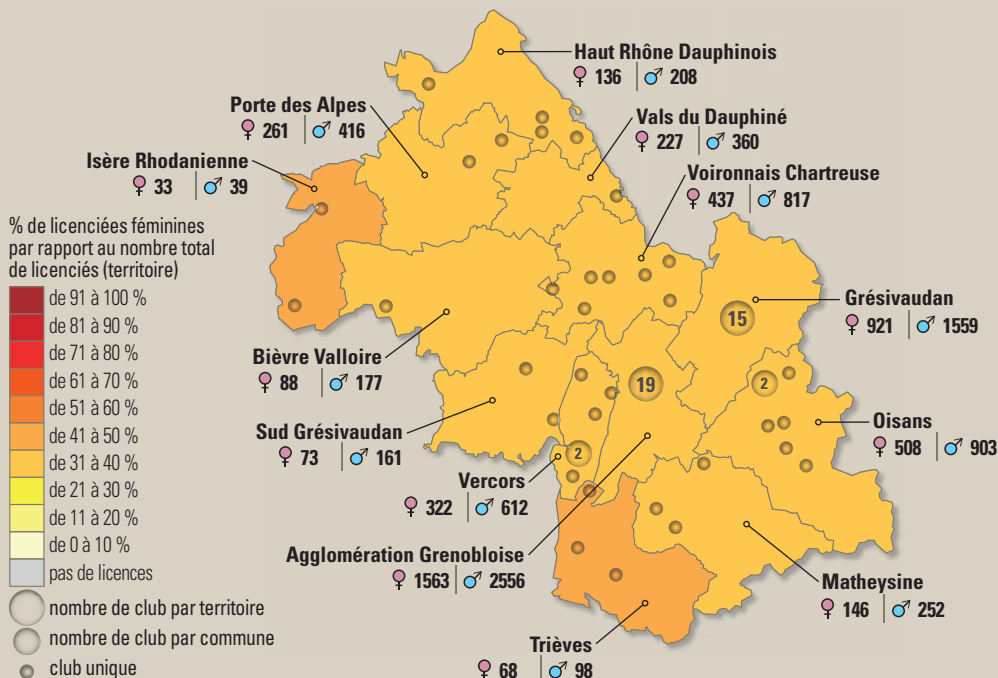 Haut Rhône Dauphinois
♀ 136 | ♂ 208
Porte des Alpes
♀ 261 | ♂ 416
Vals du Dauphiné
♀ 227 | ♂ 360
Isère Rhodanienne
♀ 33 | ♂ 39
Voironnais Chartreuse
♀ 437 | ♂ 817
% de licenciées féminines
par rapport au nombre total
de licenciés (territoire)
de 91 à 100 %
de 81 à 90 %
de 71 à 80 %
de 61 à 70 %
de 51 à 60 %
de 41 à 50 %
de 31 à 40 %
de 21 à 30 %
de 11 à 20 %
de 0 à 10 %
pas de licences
nombre de club par territoire
nombre de club par commune
club unique
15
Grésivaudan
♀ 921 | ♂ 1559
Bièvre Valloire
♀ 88 | ♂ 177
19
2
Oisans
♀ 508 | ♂ 903
Sud Grésivaudan
♀ 73 | ♂ 161
2
Vercors
♀ 322 | ♂ 612
Agglomération Grenobloise
♀ 1563 | ♂ 2556
Matheysine
♀ 146 | ♂ 252
Trièves
♀ 68 | ♂ 98